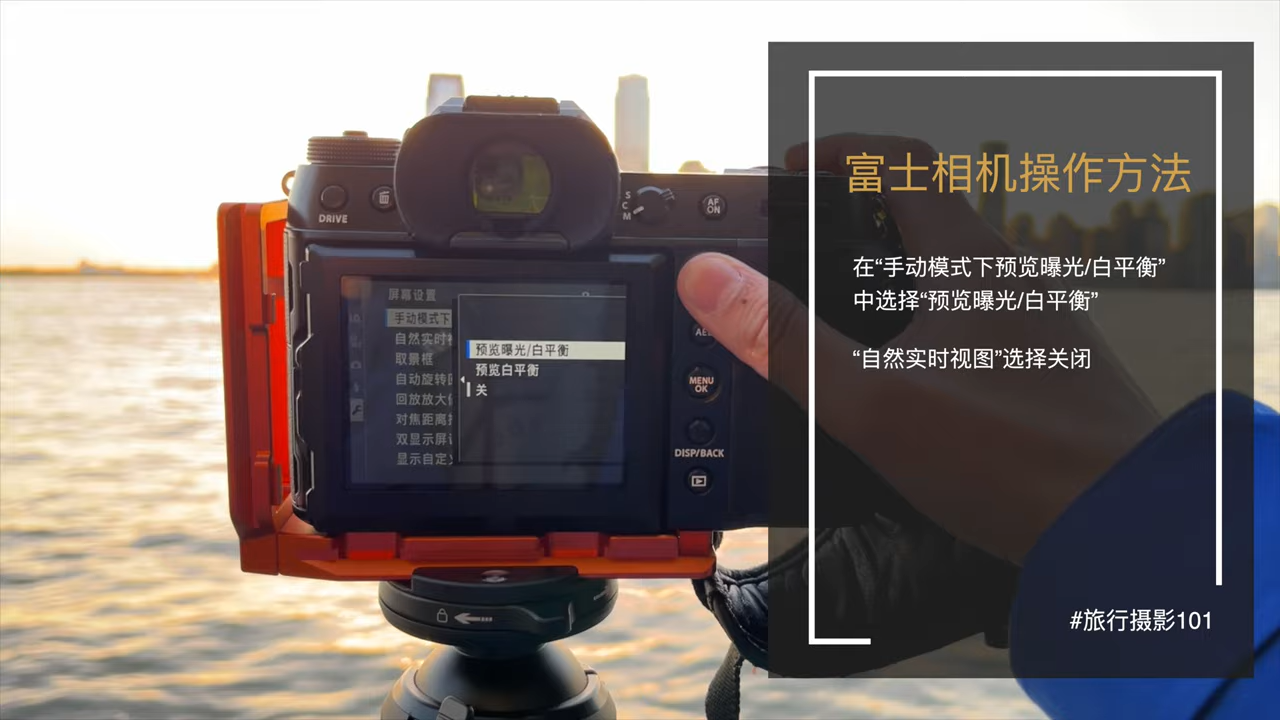 富士相机操作方法
在“手动模式下预览曝光/白平衡”
中选择“预览曝光/白平衡”
“自然实时视图”选择关闭
#旅行摄影101
DRIVE
S
C
M
AF
ON
屏幕设置
手动模式下
自然实时
取景框
自动旋转
回放放大
对焦距离
双显示屏
显示自定
预览曝光/白平衡
预览白平衡
关
MENU
OK
DISP/BACK